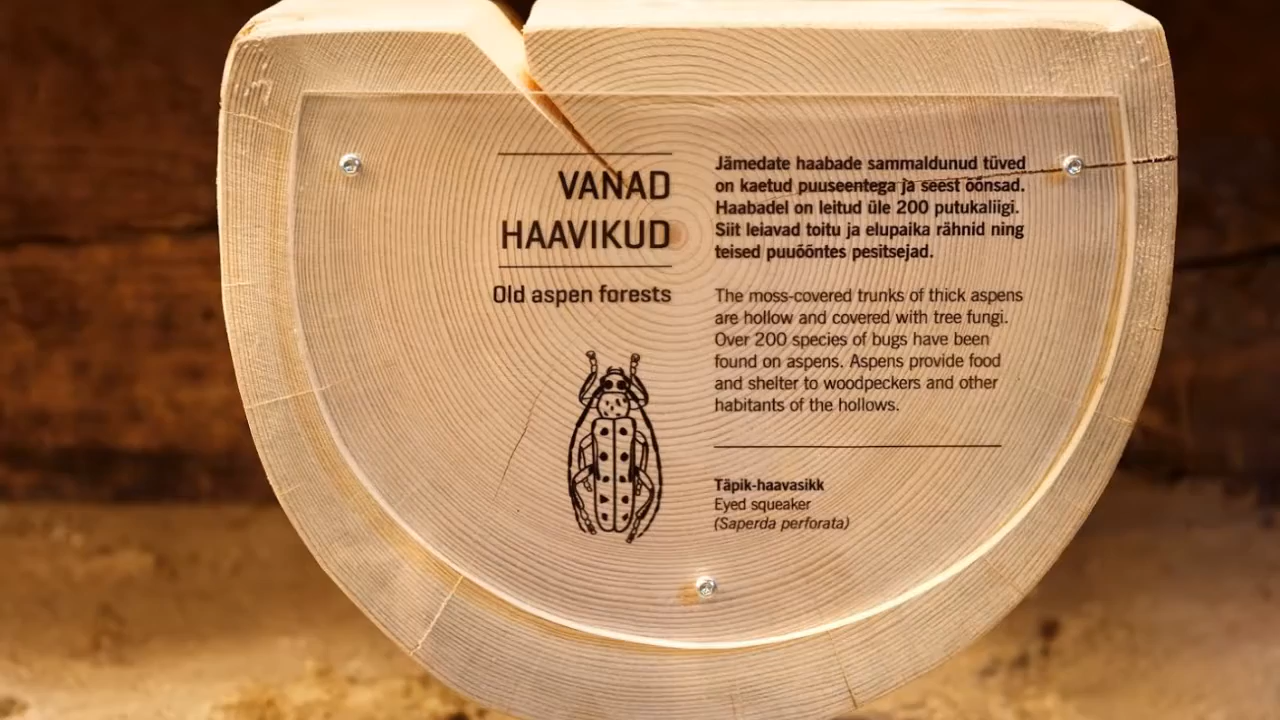 VANAD
HAAVIKUD
Old aspen forests
Jämedate haabade sammaldunud tüved
on kaetud puuseentega ja seest õõnsad.
Haabadel on leitud üle 200 putukaliigi.
Siit leiavad toitu ja elupaika rähnid ning
teised puuõõntes pesitsejad.
The moss-covered trunks of thick aspens
are hollow and covered with tree fungi.
Over 200 species of bugs have been
found on aspens. Aspens provide food
and shelter to woodpeckers and other
habitants of the hollows.
Täpik-haavasikk
Eyed squeaker
(Saperda perforata)